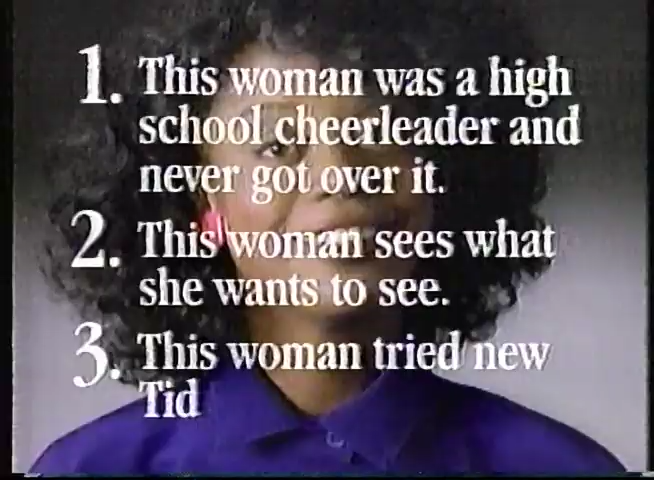 1. This woman was a high
school cheerleader and
never got over it.
2. This woman sees what
she wants to see.
3. This woman tried new
Tid